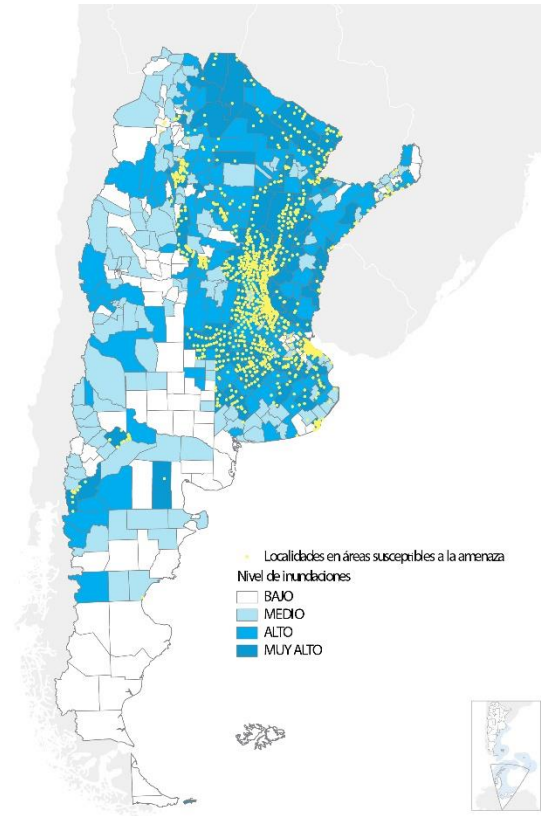 Localidades en áreas susceptibles a la amenaza
Nivel de inundaciones
BAJO
MEDIO
ALTO
MUY ALTO